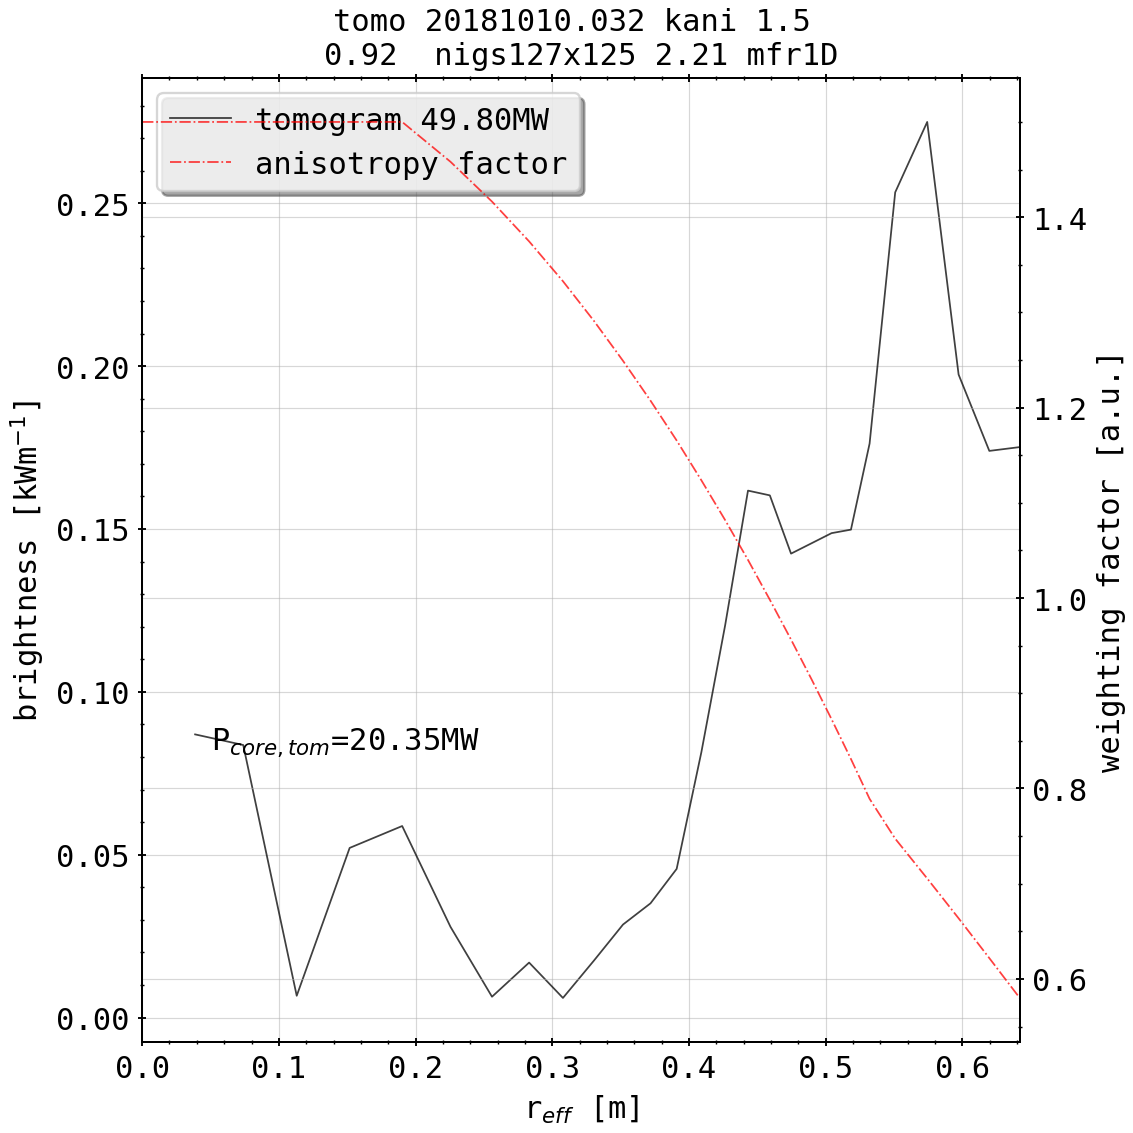 tomo 20181010.032 kani 1.5
0.92  nigs127x125 2.21 mfr1D
tomogram 49.80MW
anisotropy factor
0.25
0.20
0.15
0.10
0.05
0.00
brightness [kWm⁻¹]
1.4
1.2
1.0
0.8
0.6
weighting factor [a.u.]
P_core,tom=20.35MW
0.0 0.1 0.2 0.3 0.4 0.5 0.6
r_eff [m]